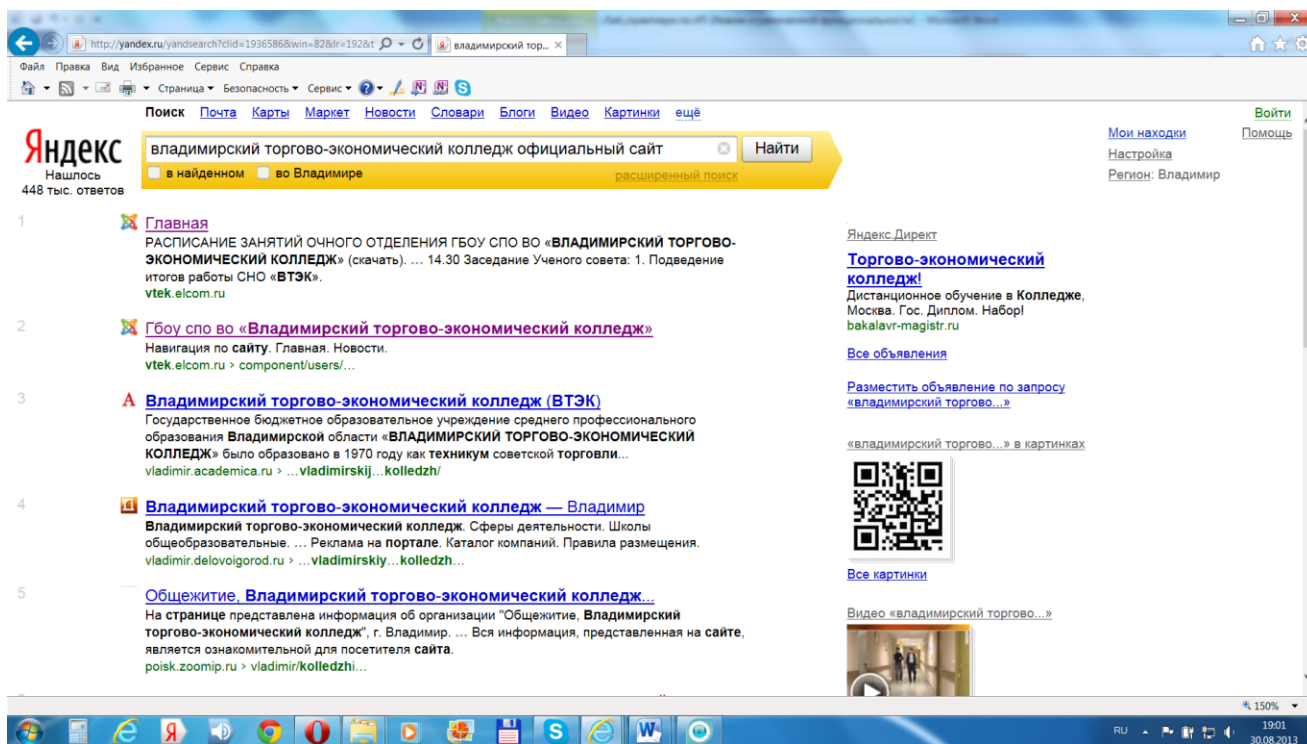 http://yandex.ru/yandsearch?clid=1936586&win=82&lr=192&t
владимирский тор...
Файл Правка Вид Избранное Сервис Справка
Страница Безопасность Сервис
Поиск Почта Карты Маркет Новости Словари Блоги Видео Картинки ещё
Войти
Яндекс
владимирский торгово-экономический колледж официальный сайт
Найти
Мои находки
Помощь
Нашлось
448 тыс. ответов
в найденном во Владимире
расширенный поиск
Настройка
Регион: Владимир
1
Главная
РАСПИСАНИЕ ЗАНЯТИЙ ОЧНОГО ОТДЕЛЕНИЯ ГБОУ СПО ВО «ВЛАДИМИРСКИЙ ТОРГОВО-
ЭКОНОМИЧЕСКИЙ КОЛЛЕДЖ» (скачать). ... 14.30 Заседание Ученого совета: 1. Подведение
итогов работы СНО «ВТЭК».
vtek.elcom.ru
2
Гбоу спо во «Владимирский торгово-экономический колледж»
Навигация по сайту. Главная. Новости.
vtek.elcom.ru > component/users/...
3
Владимирский торгово-экономический колледж (ВТЭК)
Государственное бюджетное образовательное учреждение среднего профессионального
образования Владимирской области «ВЛАДИМИРСКИЙ ТОРГОВО-ЭКОНОМИЧЕСКИЙ
КОЛЛЕДЖ» было образовано в 1970 году как техникум советской торговли...
vladimir.academica.ru > ...vladimirskij...kolledzh/
4
Владимирский торгово-экономический колледж — Владимир
Владимирский торгово-экономический колледж. Сферы деятельности. Школы
общеобразовательные. ... Реклама на портале. Каталог компаний. Правила размещения.
vladimir.delovoigorod.ru > ...vladimirskiy...kolledzh...
5
Общежитие, Владимирский торгово-экономический колледж...
На странице представлена информация об организации "Общежитие, Владимирский
торгово-экономический колледж", г. Владимир. ... Вся информация, представленная на сайте,
является ознакомительной для посетителя сайта.
poisk.zoomip.ru > vladimir/kolledzhi...
Яндекс.Директ
Торгово-экономический
колледж!
Дистанционное обучение в Колледже,
Москва. Гос. Диплом. Набор!
bakalavr-magistr.ru
Все объявления
Разместить объявление по запросу
«владимирский торгово...»
«владимирский торгово...» в картинках
Все картинки
Видео «владимирский торгово...»
150%
RU
19:01
30.08.2013